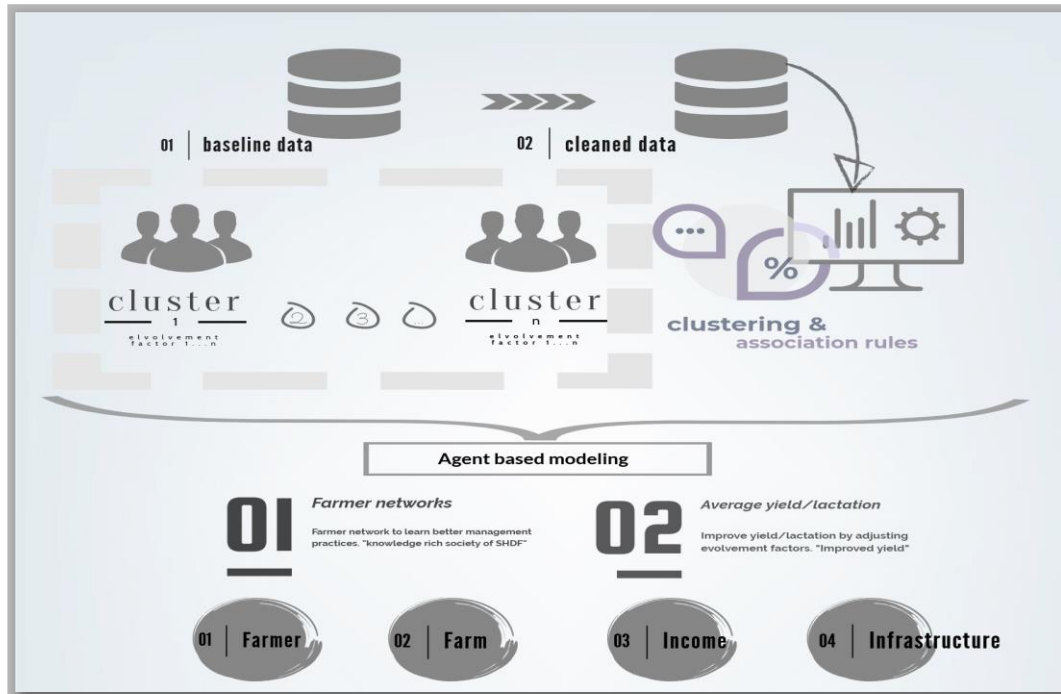 01 | baseline data
02 | cleaned data
cluster
1
elvolvement
factor 1...n
2 3 ...
cluster
n
elvolvement
factor 1...n
...
%
clustering &
association rules
Agent based modeling
01
Farmer networks
Farmer network to learn better management
practices. "knowledge rich society of SHDF"
02
Average yield/lactation
Improve yield/lactation by adjusting
evolvement factors. "Improved yield"
01 | Farmer
02 | Farm
03 | Income
04 | Infrastructure